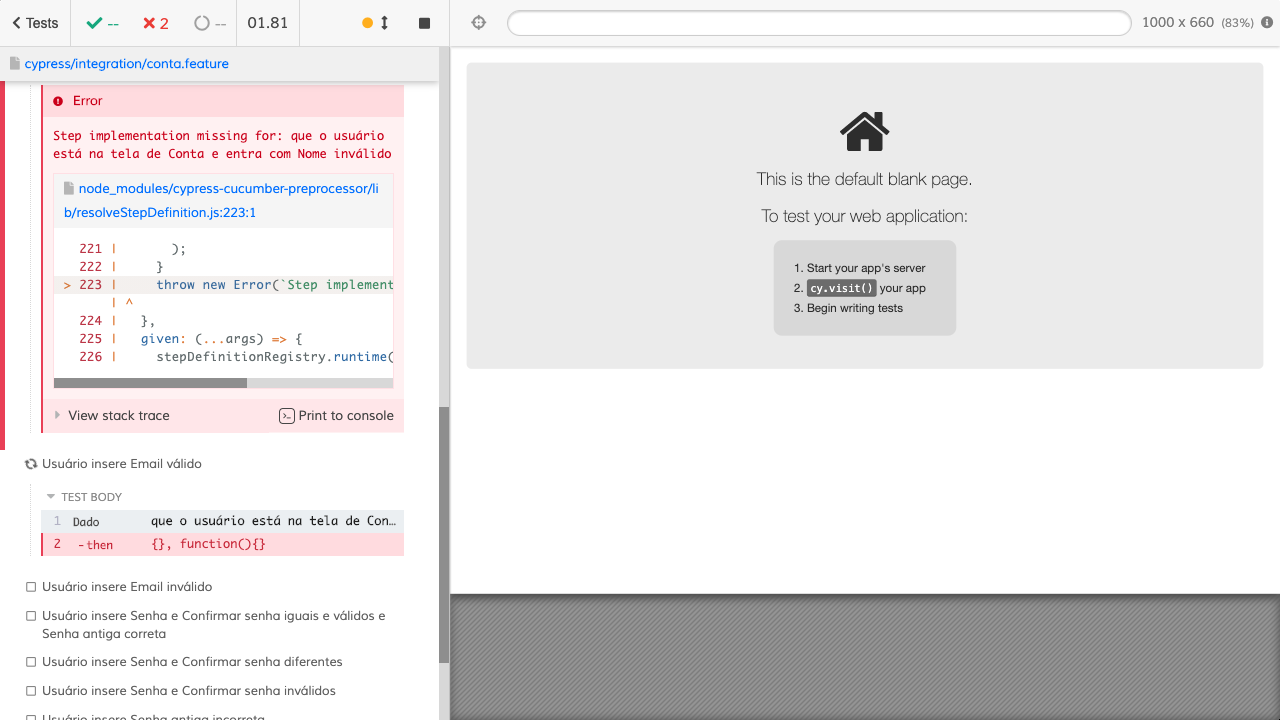 Tests
--
2
--
01.81
1000 x 660 (83%)
cypress/integration/conta.feature
Error
Step implementation missing for: que o usuário
está na tela de Conta e entra com Nome inválido
node_modules/cypress-cucumber-preprocessor/li
b/resolveStepDefinition.js:223:1
221 | );
222 | }
> 223 | throw new Error(`Step implement
| ^
224 | },
225 | given: (...args) => {
226 | stepDefinitionRegistry.runtime(
View stack trace
Print to console
Usuário insere Email válido
TEST BODY
1 Dado que o usuário está na tela de Con…
2 -then {}, function(){}
Usuário insere Email inválido
Usuário insere Senha e Confirmar senha iguais e válidos e
Senha antiga correta
Usuário insere Senha e Confirmar senha diferentes
Usuário insere Senha e Confirmar senha inválidos
Usuário insere Senha antiga incorreta
This is the default blank page.
To test your web application:
1. Start your app's server
2. cy.visit() your app
3. Begin writing tests